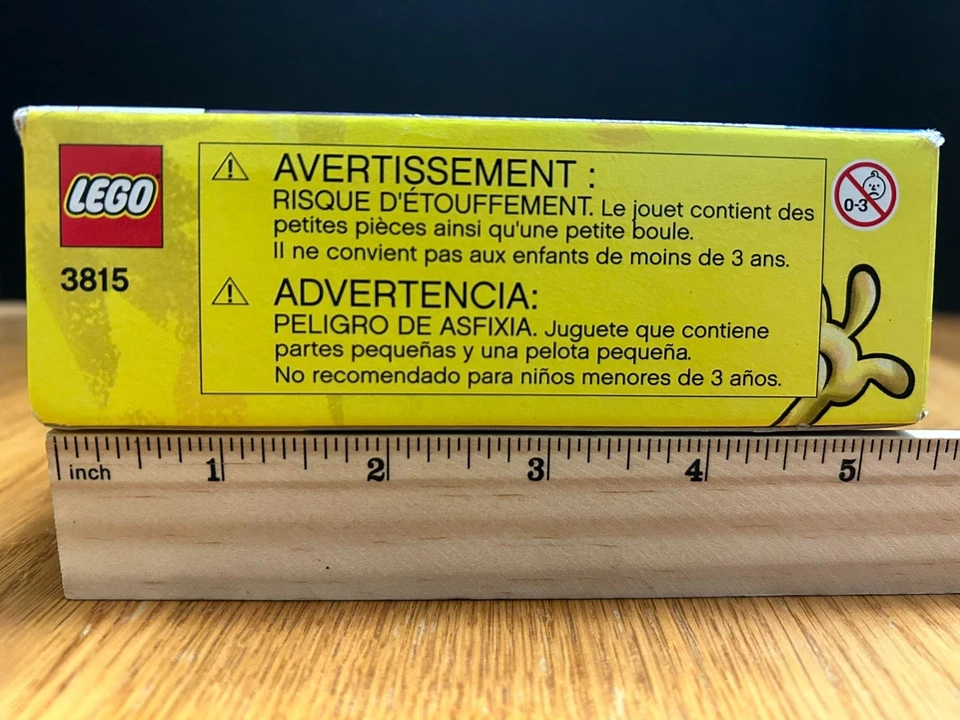 LEGO
3815
AVERTISSEMENT :
RISQUE D'ÉTOUFFEMENT. Le jouet contient des
petites pièces ainsi qu'une petite boule.
Il ne convient pas aux enfants de moins de 3 ans.
ADVERTENCIA:
PELIGRO DE ASFIXIA. Juguete que contiene
partes pequeñas y una pelota pequeña.
No recomendado para niños menores de 3 años.
0-3
inch 1 2 3 4 5